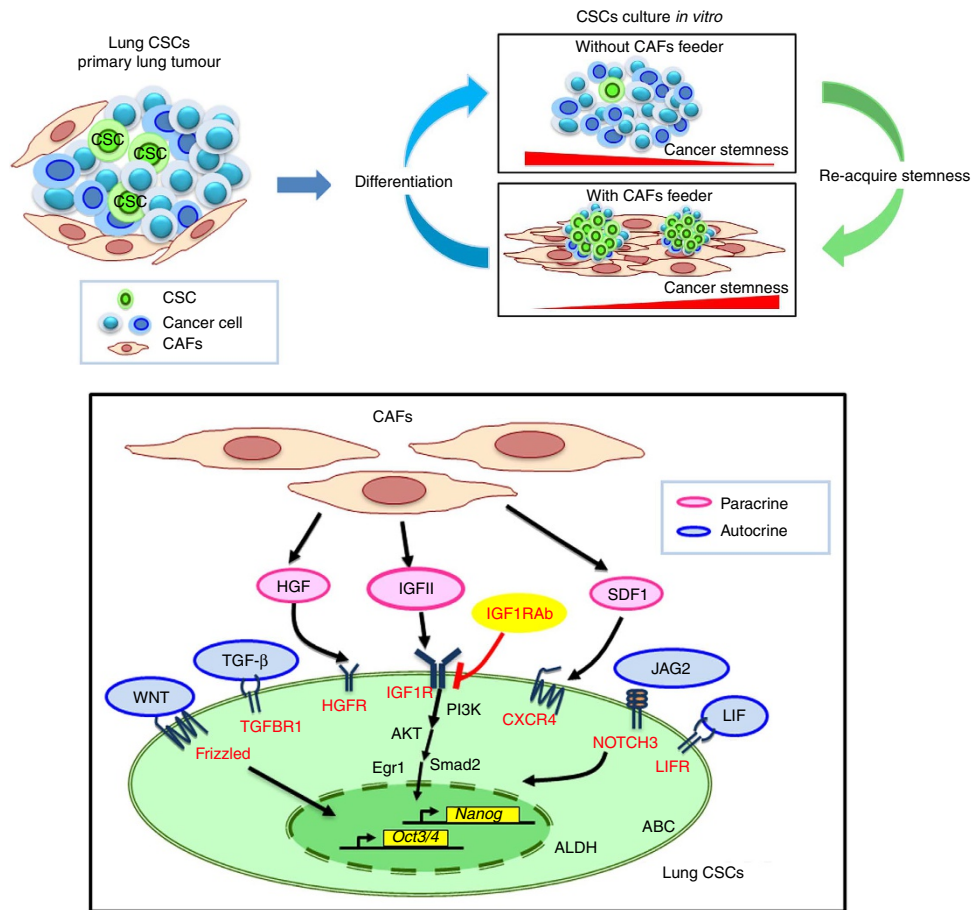 Lung CSCs
primary lung tumour
CSC
CSC
CSC
CSC
Cancer cell
CAFs
Differentiation
CSCs culture in vitro
Without CAFs feeder
Cancer stemness
With CAFs feeder
Cancer stemness
Re-acquire stemness
CAFs
Paracrine
Autocrine
HGF
IGFII
SDF1
IGF1RAb
TGF-β
JAG2
WNT
LIF
HGFR
IGF1R
PI3K
CXCR4
TGFBR1
AKT
NOTCH3
Frizzled
LIFR
Egr1
Smad2
Nanog
Oct3/4
ABC
ALDH
Lung CSCs